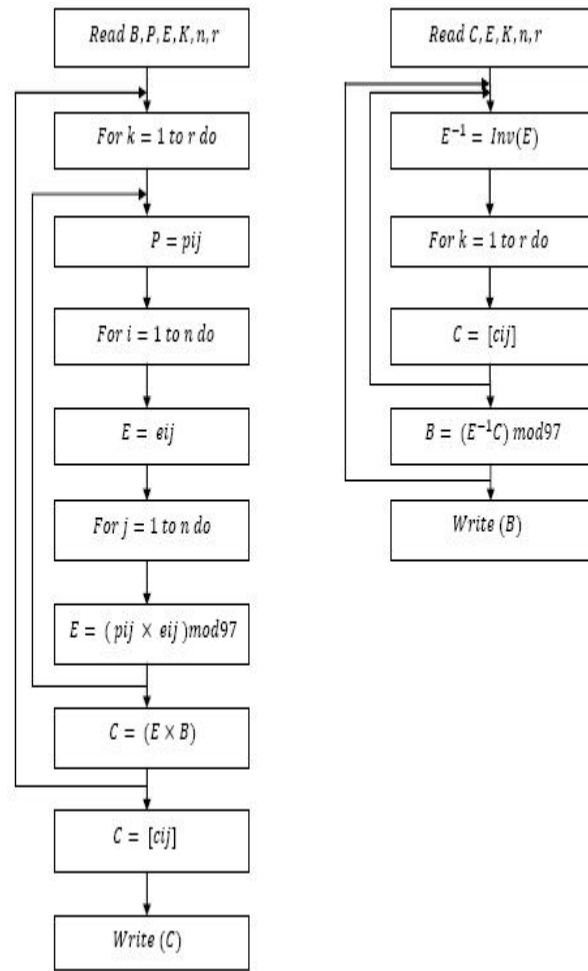 Read B, P, E, K, n, r
For k = 1 to r do
P = pij
For i = 1 to n do
E = eij
For j = 1 to n do
E = ( pij × eij )mod97
C = (E × B)
C = [cij]
Write (C)
Read C, E, K, n, r
E⁻¹ = Inv(E)
For k = 1 to r do
C = [cij]
B = (E⁻¹C) mod97
Write (B)